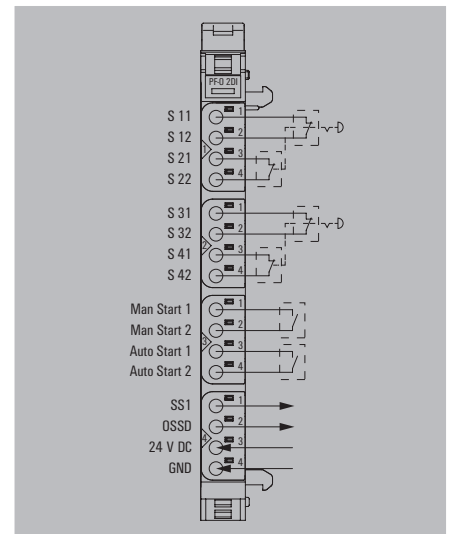 PF-O 2DI
S 11 1
S 12 2
1
S 21 3
S 22 4
S 31 1
S 32 2
2
S 41 3
S 42 4
Man Start 1 1
Man Start 2 2
3
Auto Start 1 3
Auto Start 2 4
SS1 1
OSSD 2
4
24 V DC 3
GND 4